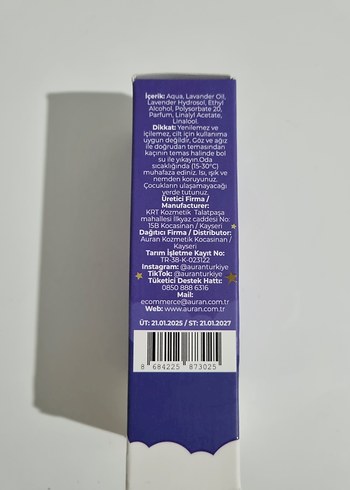 İçerik: Aqua, Lavander Oil,
Lavender Hydrosol, Ethyl
Alcohol, Polysorbate 20,
Parfum, Linalyl Acetate,
Linalool.
Dikkat: Yenilemez ve
içilemez, cilt için kullanıma
uygun değildir, Göz ve ağız
ile doğrudan temasından
kaçının temas halinde bol
su ile yıkayın.Oda
sıcaklığında (15-30°C)
muhafaza ediniz. Isı, ışık ve
nemden koruyunuz.
Çocukların ulaşamayacağı
yerde tutunuz.
Üretici Firma /
Manufacturer:
KRT Kozmetik Talatpaşa
mahallesi ilkyaz caddesi No:
15B Kocasinan / Kayseri
Dağıtıcı Firma / Distributor:
Auran Kozmetik Kocasinan /
Kayseri
Tarım İşletme Kayıt No:
TR-38-K-023122
Instagram: @auranturkiye
TikTok: @auranturkiye
Tüketici Destek Hattı:
0850 888 6316
Mail:
ecommerce@auran.com.tr
Web: www.auran.com.tr
ÜT: 21.01.2025 / ST: 21.01.2027
8 684225 873025